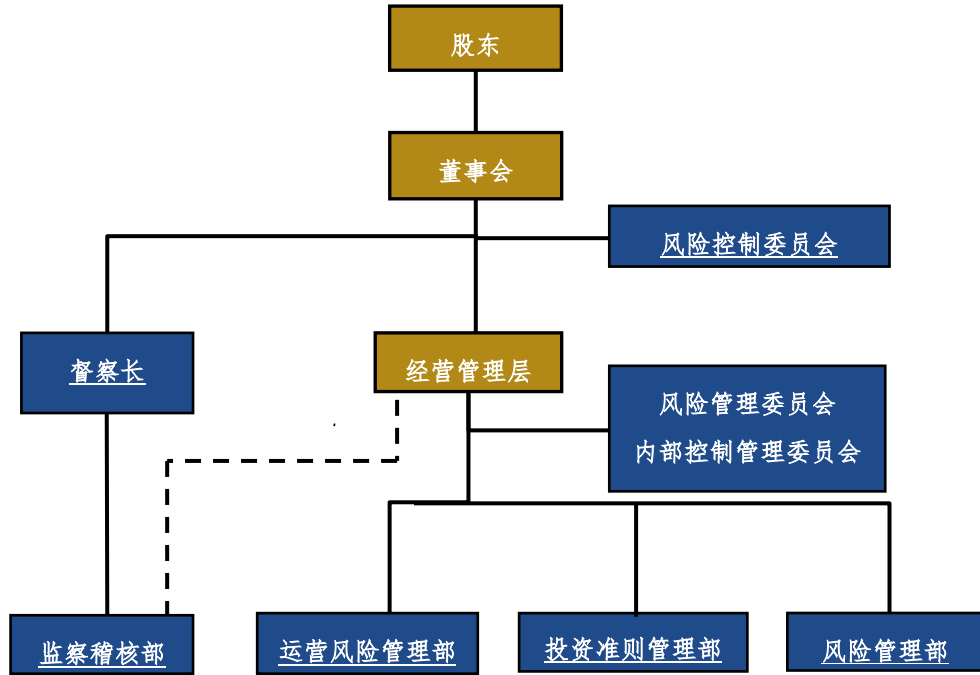 股东
董事会
风险控制委员会
督察长
经营管理层
风险管理委员会
内部控制管理委员会
监察稽核部
运营风险管理部
投资准则管理部
风险管理部